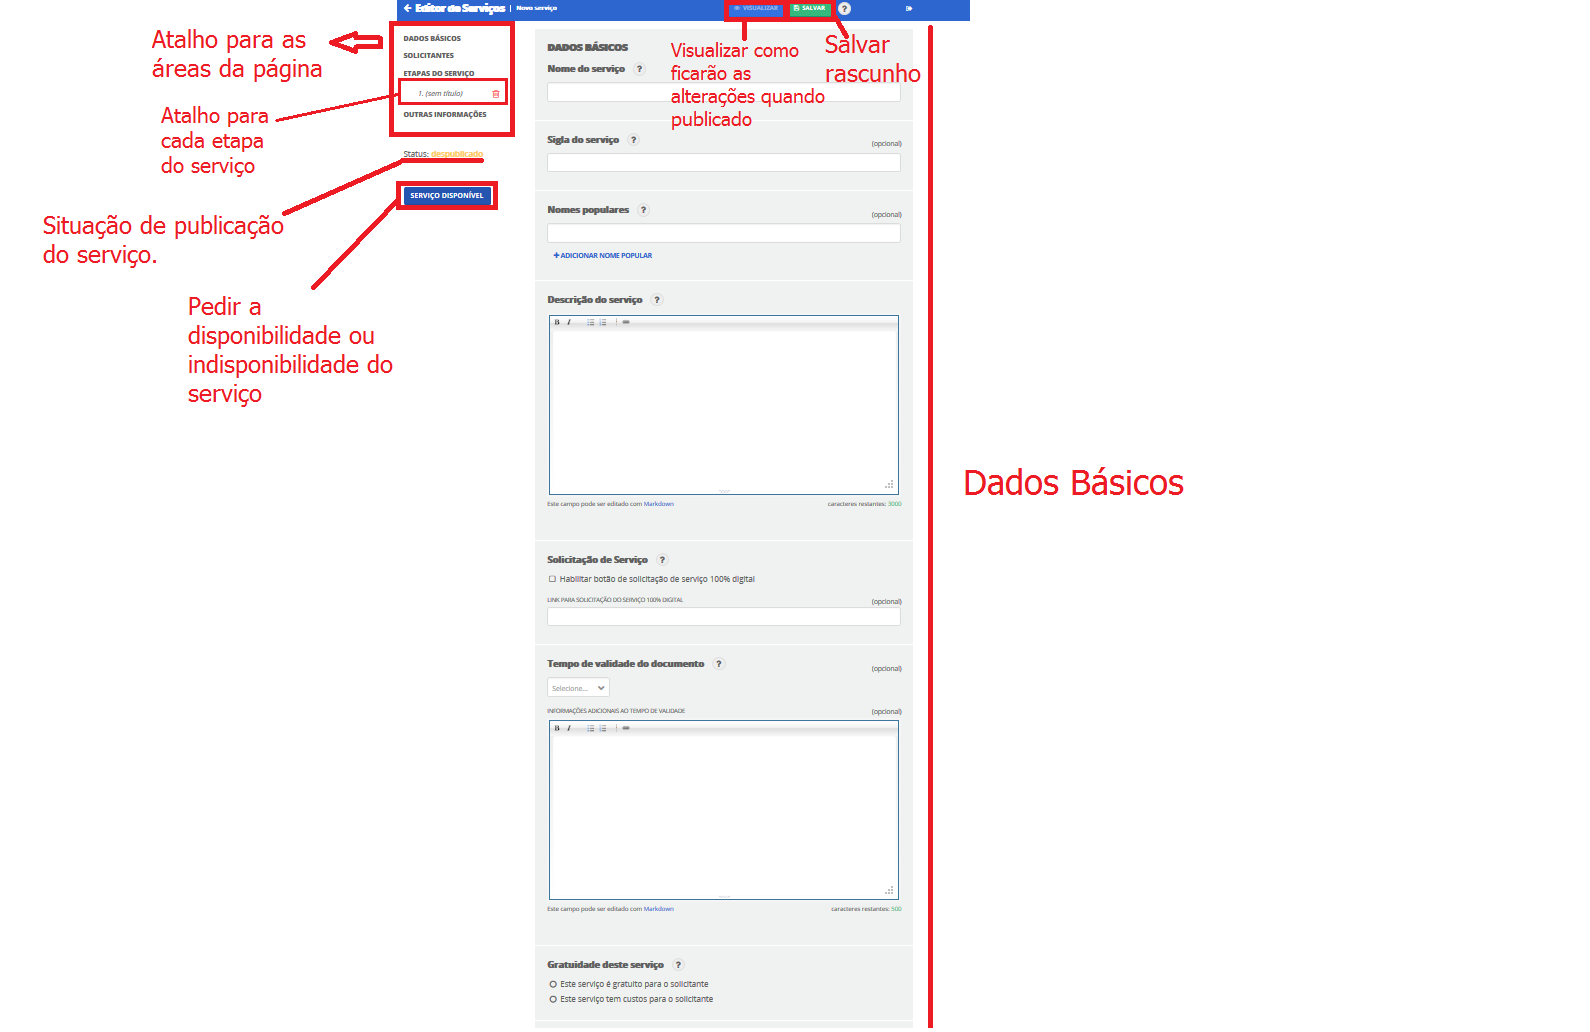 Editor de Serviços | Novo serviço
VISUALIZAR
SALVAR
?
Atalho para as
áreas da página
DADOS BÁSICOS
SOLICITANTES
ETAPAS DO SERVIÇO
1. (sem título)
OUTRAS INFORMAÇÕES
Atalho para
cada etapa
do serviço
Status: despublicado
SERVIÇO DISPONÍVEL
Situação de publicação
do serviço.
Pedir a
disponibilidade ou
indisponibilidade do
serviço
Visualizar como
ficarão as
alterações quando
publicado
Salvar
rascunho
DADOS BÁSICOS
Nome do serviço ?
Sigla do serviço ?
(opcional)
Nomes populares ?
(opcional)
+ ADICIONAR NOME POPULAR
Descrição do serviço ?
B I
Este campo pode ser editado com Markdown
caracteres restantes: 3000
Dados Básicos
Solicitação de Serviço ?
Habilitar botão de solicitação de serviço 100% digital
LINK PARA SOLICITAÇÃO DO SERVIÇO 100% DIGITAL
(opcional)
Tempo de validade do documento ?
(opcional)
Selecione...
INFORMAÇÕES ADICIONAIS AO TEMPO DE VALIDADE
(opcional)
B I
Este campo pode ser editado com Markdown
caracteres restantes: 500
Gratuidade deste serviço ?
Este serviço é gratuito para o solicitante
Este serviço tem custos para o solicitante